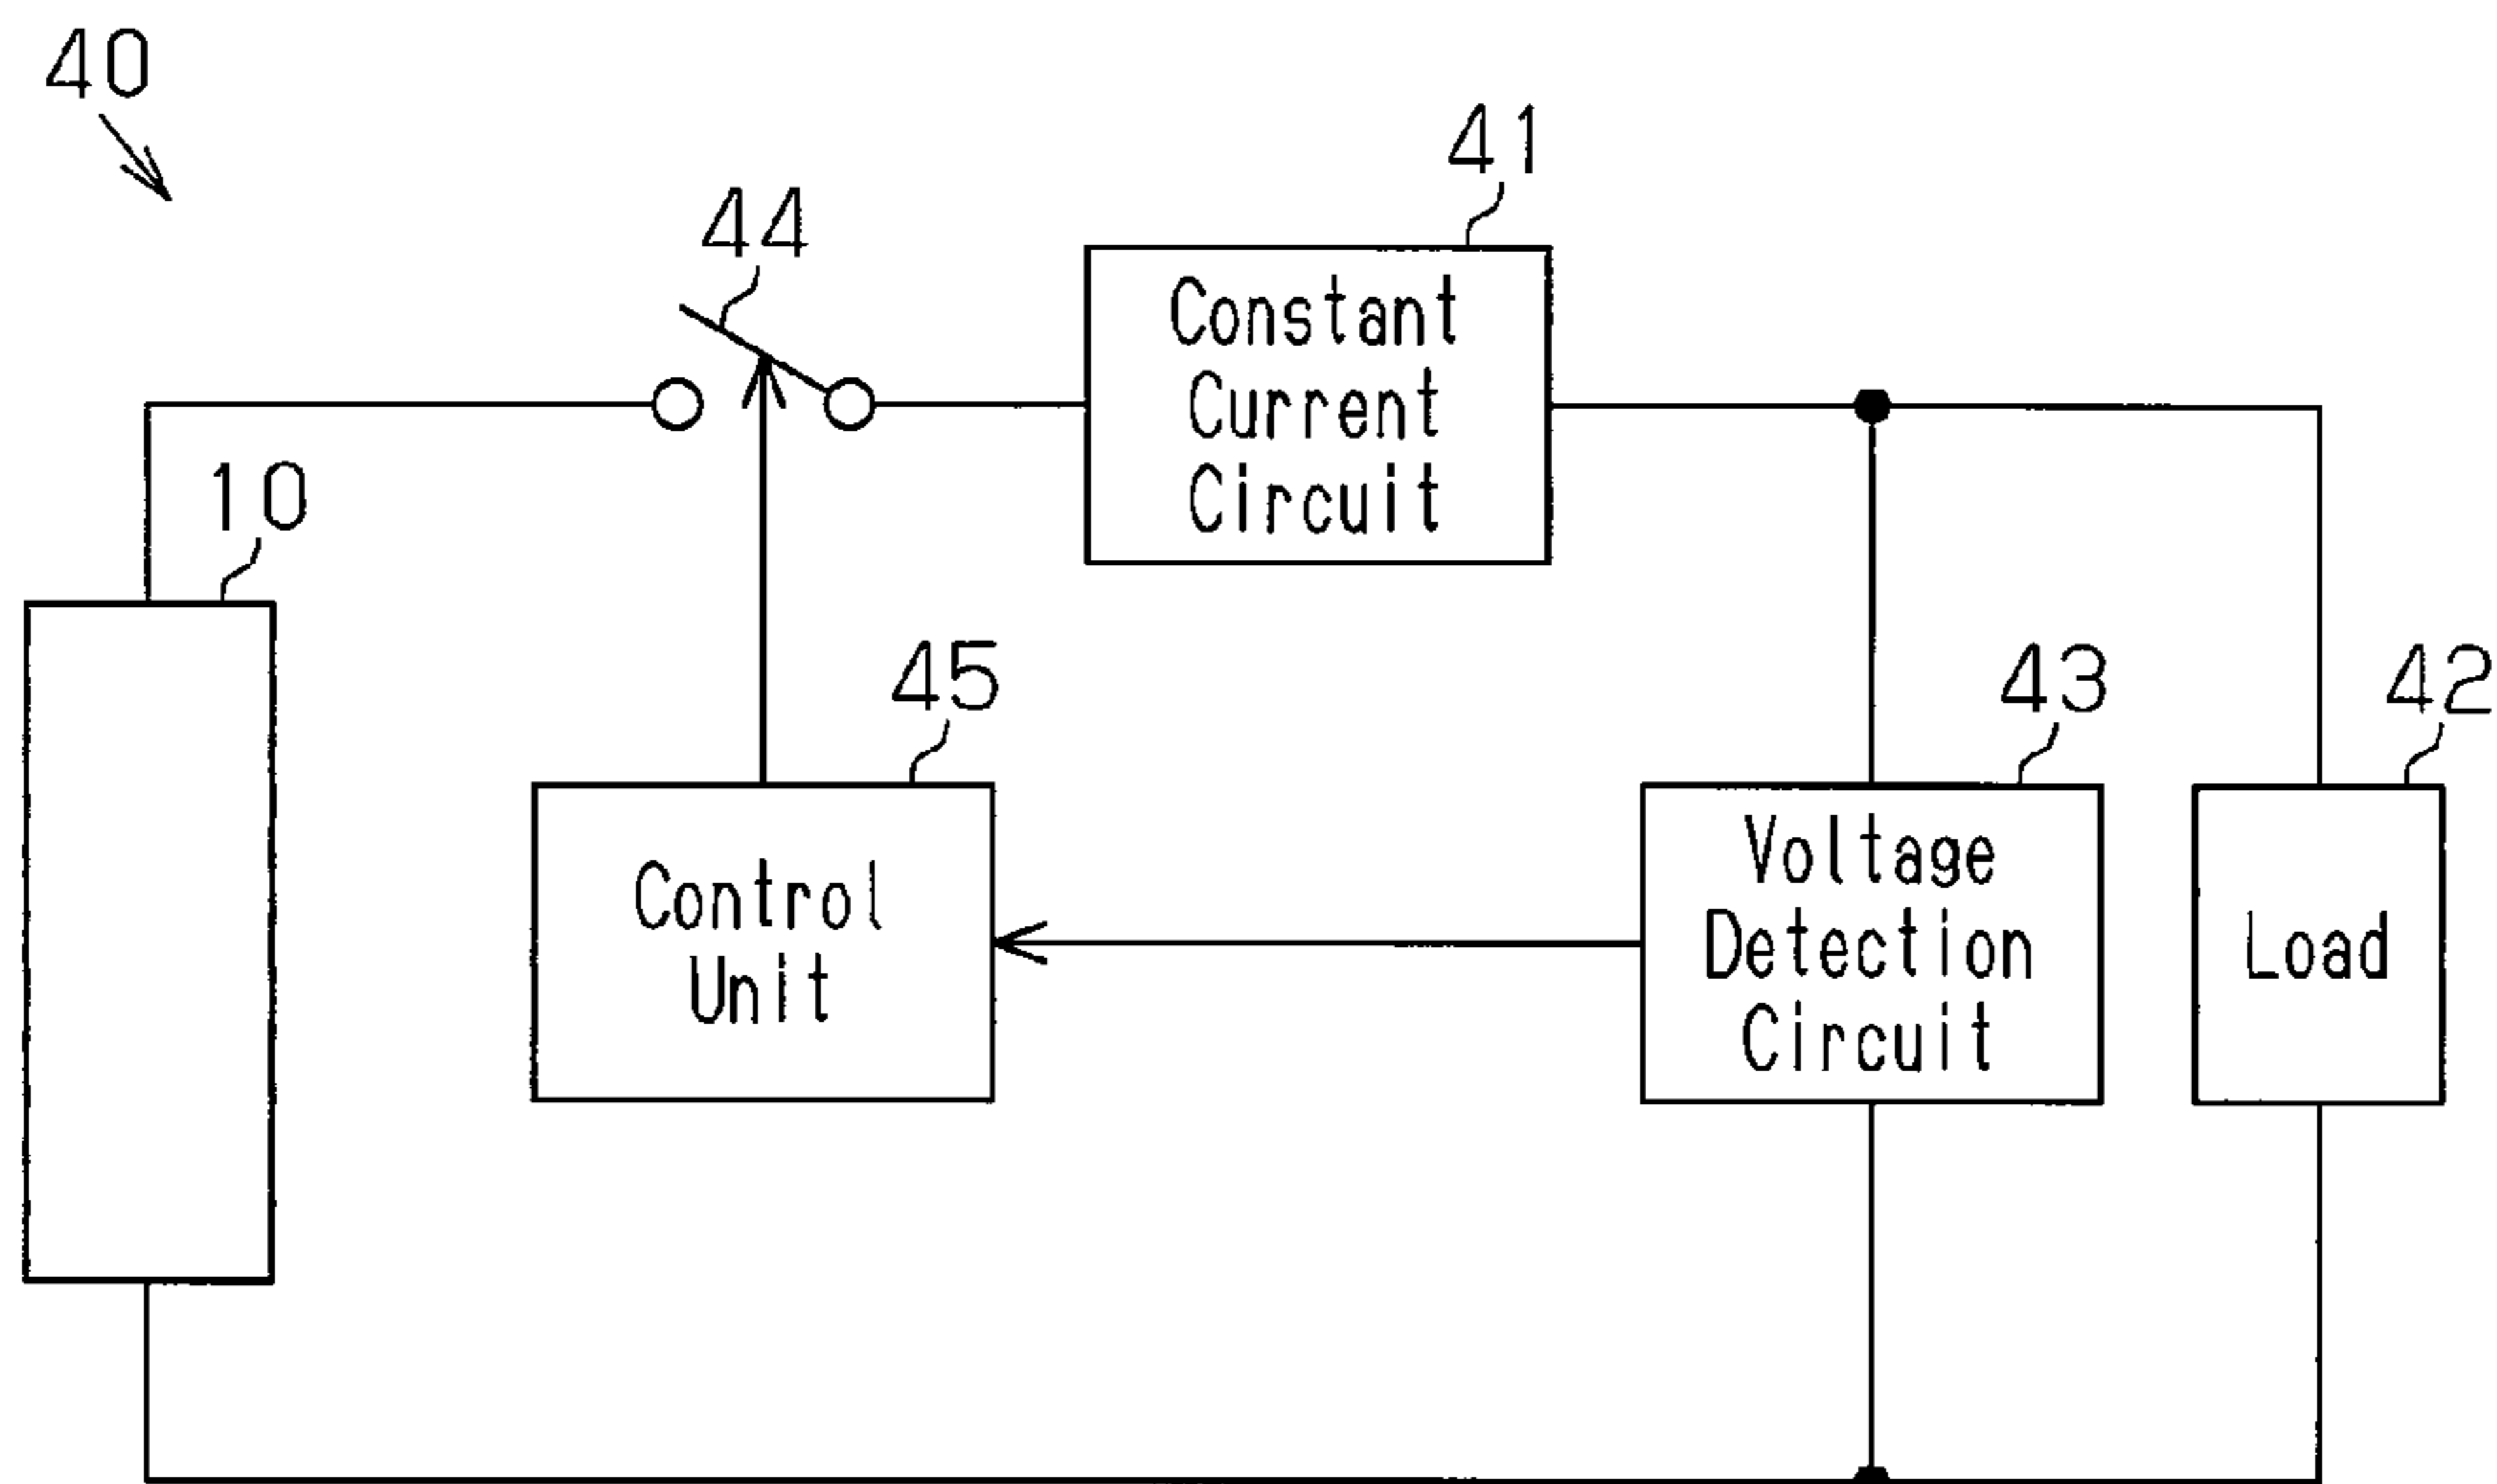 40
41
44
Constant
Current
Circuit
10
45
43
42
Control
Unit
Voltage
Detection
Circuit
Load